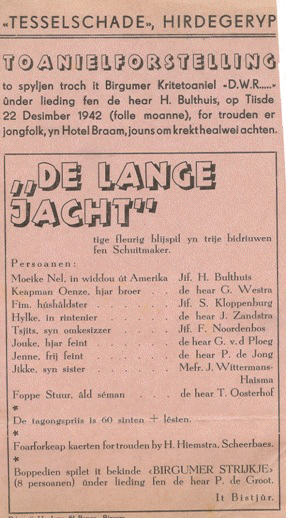 «TESSELSCHADE», HIRDEGERYP
TOANIELFORSTELLING
to spyljen troch it Birgumer Kritetoaniel «D.W.R.....»
ûnder lieding fen de hear H. Bulthuis, op Tiisde
22 Desimber 1942 (folle moanne), for trouden er
jongfolk, yn Hotel Braam, jouns om krekt healwei achten.
„DE LANGE
JACHT"
tige fleurig blijspil yn trije bidriuwen
fen Schuitmaker.
Persoanen:
Moeike Nel, in widdou út Amerika Jif. H. Bulthuis
Keapman Oenze, hjar broer . . . de hear G. Westra
Fim, húshâldster . . . . . . Jif. S. Kloppenburg
Hylke, in rintenier . . . . . de hear J. Zandstra
Tsjits, syn omkesizzer . . . . Jif. F. Noordenbos
Jouke, hjar feint . . . . . . de hear G. v.d Ploeg
Jenne, frij feint . . . . . . de hear P. de Jong
Jikke, syn sister . . . . . . Mefr. J. Wittermans-
Haisma
Foppe Stuur, âld séman . . . . de hear T. Oosterhof
*
De tagongspriis is 60 sinten + lêsten.
*
Foarforkeap kaerten for trouden by H. Hiemstra, Scheerbaes.
*
Boppedien spilet it bekinde «BIRGUMER STRIJKJE»
(8 persoanen) ûnder lieding fen de hear P. de Groot.
It Bistjûr.